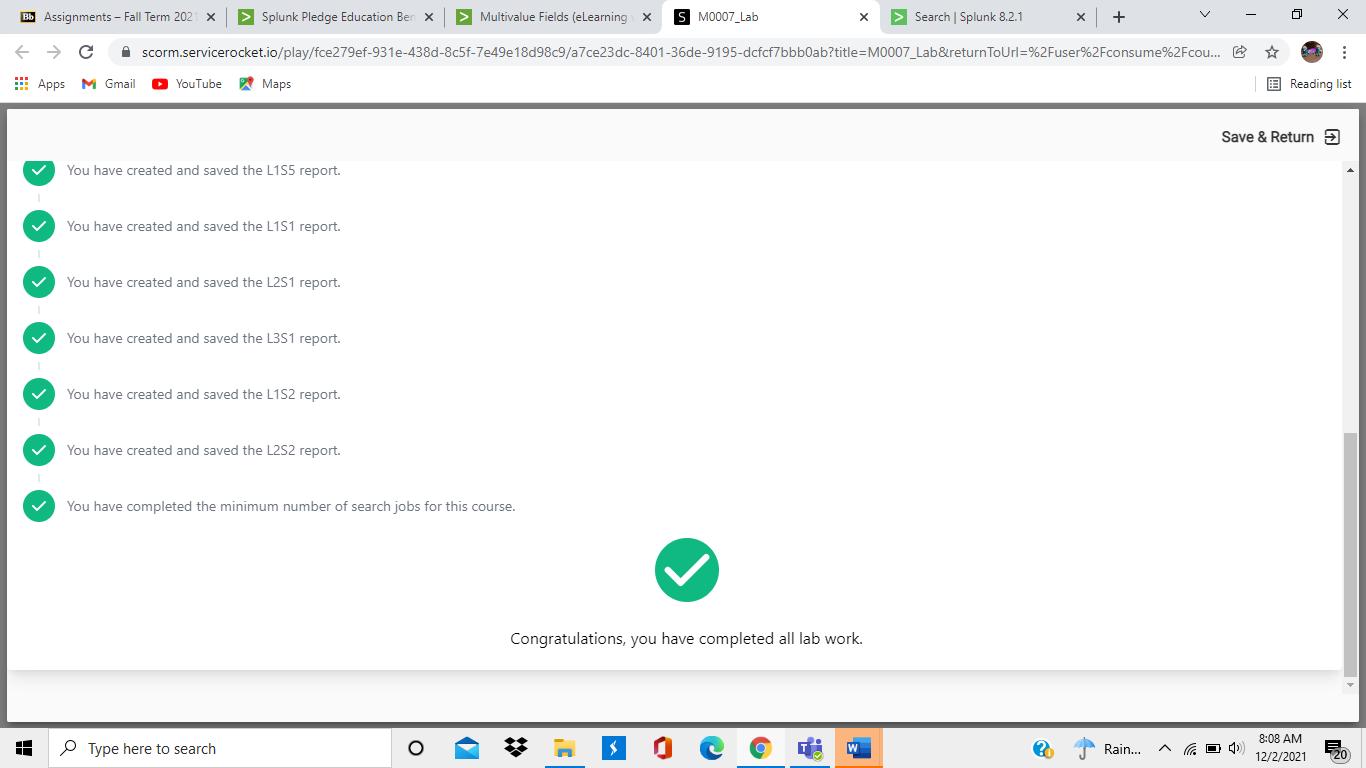 Bb Assignments – Fall Term 2021
Splunk Pledge Education Ben
Multivalue Fields (eLearning
M0007_Lab
Search | Splunk 8.2.1
scorm.servicerocket.io/play/fce279ef-931e-438d-8c5f-7e49e18d98c9/a7ce23dc-8401-36de-9195-dcfcf7bbb0ab?title=M0007_Lab&returnToUrl=%2Fuser%2Fconsume%2Fcou...
Apps Gmail YouTube Maps Reading list
Save & Return
You have created and saved the L1S5 report.
You have created and saved the L1S1 report.
You have created and saved the L2S1 report.
You have created and saved the L3S1 report.
You have created and saved the L1S2 report.
You have created and saved the L2S2 report.
You have completed the minimum number of search jobs for this course.
Congratulations, you have completed all lab work.
Type here to search
Rain...
8:08 AM
12/2/2021
20